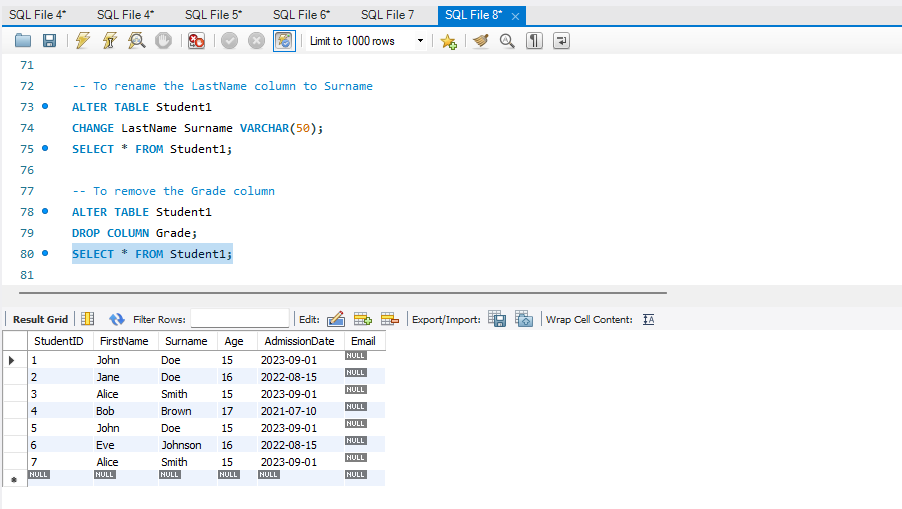 SQL File 4* SQL File 4* SQL File 5* SQL File 6* SQL File 7 SQL File 8*
Limit to 1000 rows
71
72 -- To rename the LastName column to Surname
73 ALTER TABLE Student1
74 CHANGE LastName Surname VARCHAR(50);
75 SELECT * FROM Student1;
76
77 -- To remove the Grade column
78 ALTER TABLE Student1
79 DROP COLUMN Grade;
80 SELECT * FROM Student1;
81
Result Grid Filter Rows: Edit: Export/Import: Wrap Cell Content: IA
StudentID FirstName Surname Age AdmissionDate Email
1 John Doe 15 2023-09-01 NULL
2 Jane Doe 16 2022-08-15 NULL
3 Alice Smith 15 2023-09-01 NULL
4 Bob Brown 17 2021-07-10 NULL
5 John Doe 15 2023-09-01 NULL
6 Eve Johnson 16 2022-08-15 NULL
7 Alice Smith 15 2023-09-01 NULL
NULL NULL NULL NULL NULL NULL